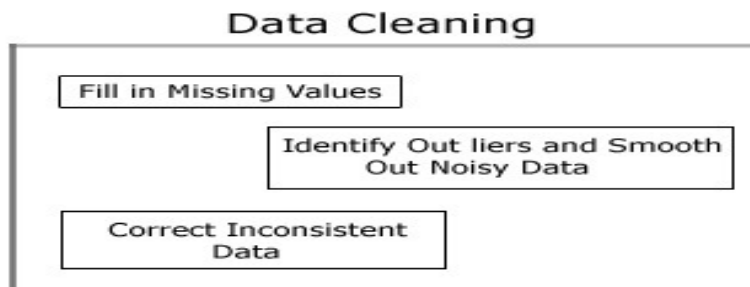 Data Cleaning
Fill in Missing Values
Identify Out liers and Smooth
Out Noisy Data
Correct Inconsistent
Data